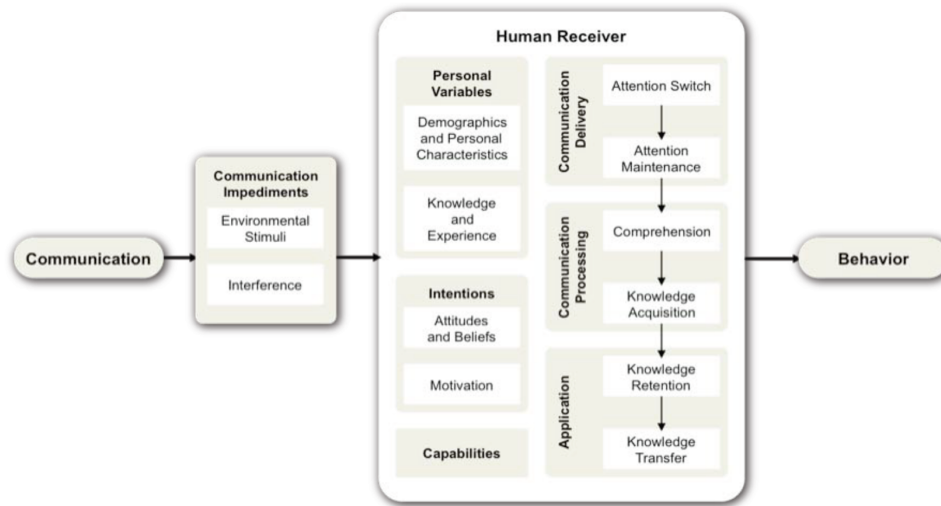 Human Receiver
Communication
Communication
Impediments
Environmental
Stimuli
Interference
Personal
Variables
Demographics
and Personal
Characteristics
Knowledge
and
Experience
Intentions
Attitudes
and Beliefs
Motivation
Capabilities
Communication
Delivery
Attention Switch
Attention
Maintenance
Communication
Processing
Comprehension
Knowledge
Acquisition
Application
Knowledge
Retention
Knowledge
Transfer
Behavior